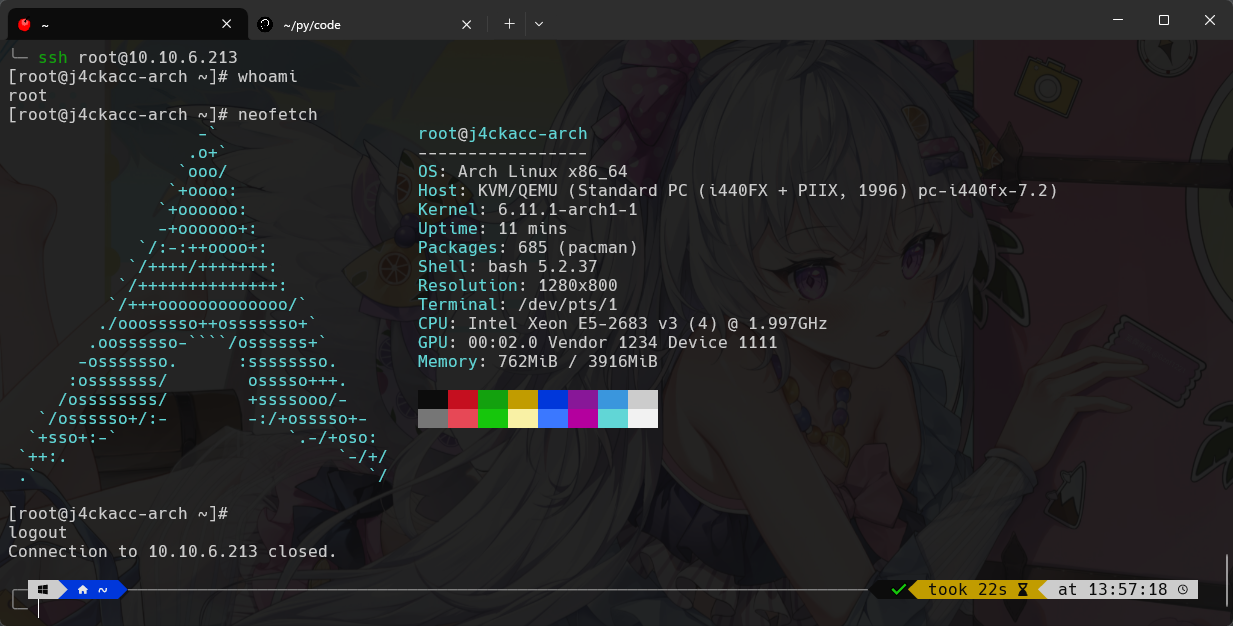 ~
~/py/code
ssh root@10.10.6.213
[root@j4ckacc-arch ~]# whoami
root
[root@j4ckacc-arch ~]# neofetch
                   -`                    root@j4ckacc-arch
                  .o+`                   -----------------
                 `ooo/                   OS: Arch Linux x86_64
                `+oooo:                  Host: KVM/QEMU (Standard PC (i440FX + PIIX, 1996) pc-i440fx-7.2)
               `+oooooo:                 Kernel: 6.11.1-arch1-1
               -+oooooo+:                Uptime: 11 mins
             `/:-:++oooo+:               Packages: 685 (pacman)
            `/++++/+++++++:              Shell: bash 5.2.37
           `/++++++++++++++:             Resolution: 1280x800
          `/+++ooooooooooooo/`           Terminal: /dev/pts/1
         ./ooosssso++osssssso+`          CPU: Intel Xeon E5-2683 v3 (4) @ 1.997GHz
        .oossssso-````/ossssss+`         GPU: 00:02.0 Vendor 1234 Device 1111
       -osssssso.      :ssssssso.        Memory: 762MiB / 3916MiB
      :osssssss/        osssso+++.
     /ossssssss/        +ssssooo/-
   `/ossssso+/:-        -:/+osssso+-
  `+sso+:-`                 `.-/+oso:
 `++:.                           `-/+/
 .`                                 `/
[root@j4ckacc-arch ~]#
logout
Connection to 10.10.6.213 closed.
~ took 22s at 13:57:18